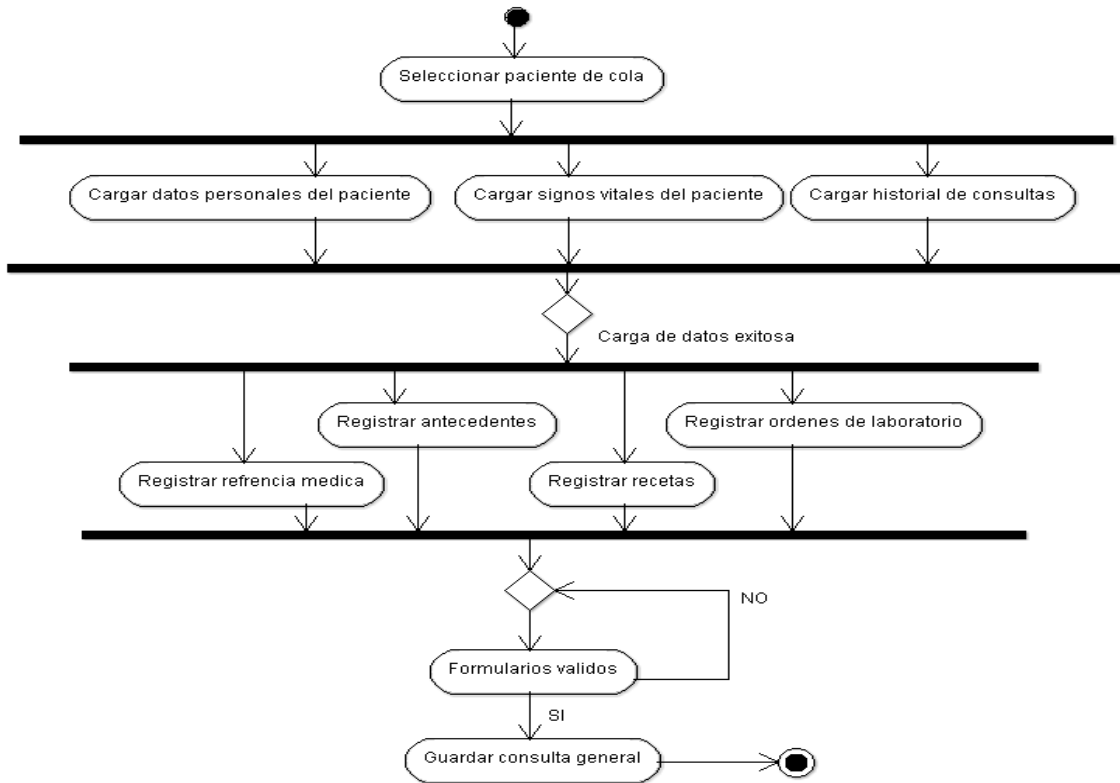 Seleccionar paciente de cola
Cargar datos personales del paciente
Cargar signos vitales del paciente
Cargar historial de consultas
Carga de datos exitosa
Registrar antecedentes
Registrar ordenes de laboratorio
Registrar refrencia medica
Registrar recetas
NO
Formularios validos
SI
Guardar consulta general